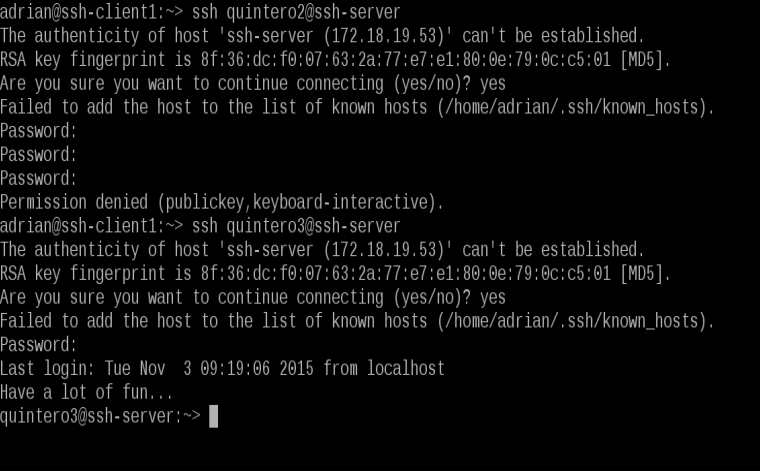 adrian@ssh-client1:~> ssh quintero2@ssh-server
The authenticity of host 'ssh-server (172.18.19.53)' can't be established.
RSA key fingerprint is 8f:36:dc:f0:07:63:2a:77:e7:e1:80:0e:79:0c:c5:01 [MD5].
Are you sure you want to continue connecting (yes/no)? yes
Failed to add the host to the list of known hosts (/home/adrian/.ssh/known_hosts).
Password:
Password:
Password:
Permission denied (publickey,keyboard-interactive).
adrian@ssh-client1:~> ssh quintero3@ssh-server
The authenticity of host 'ssh-server (172.18.19.53)' can't be established.
RSA key fingerprint is 8f:36:dc:f0:07:63:2a:77:e7:e1:80:0e:79:0c:c5:01 [MD5].
Are you sure you want to continue connecting (yes/no)? yes
Failed to add the host to the list of known hosts (/home/adrian/.ssh/known_hosts).
Password:
Last login: Tue Nov  3 09:19:06 2015 from localhost
Have a lot of fun...
quintero3@ssh-server:~>